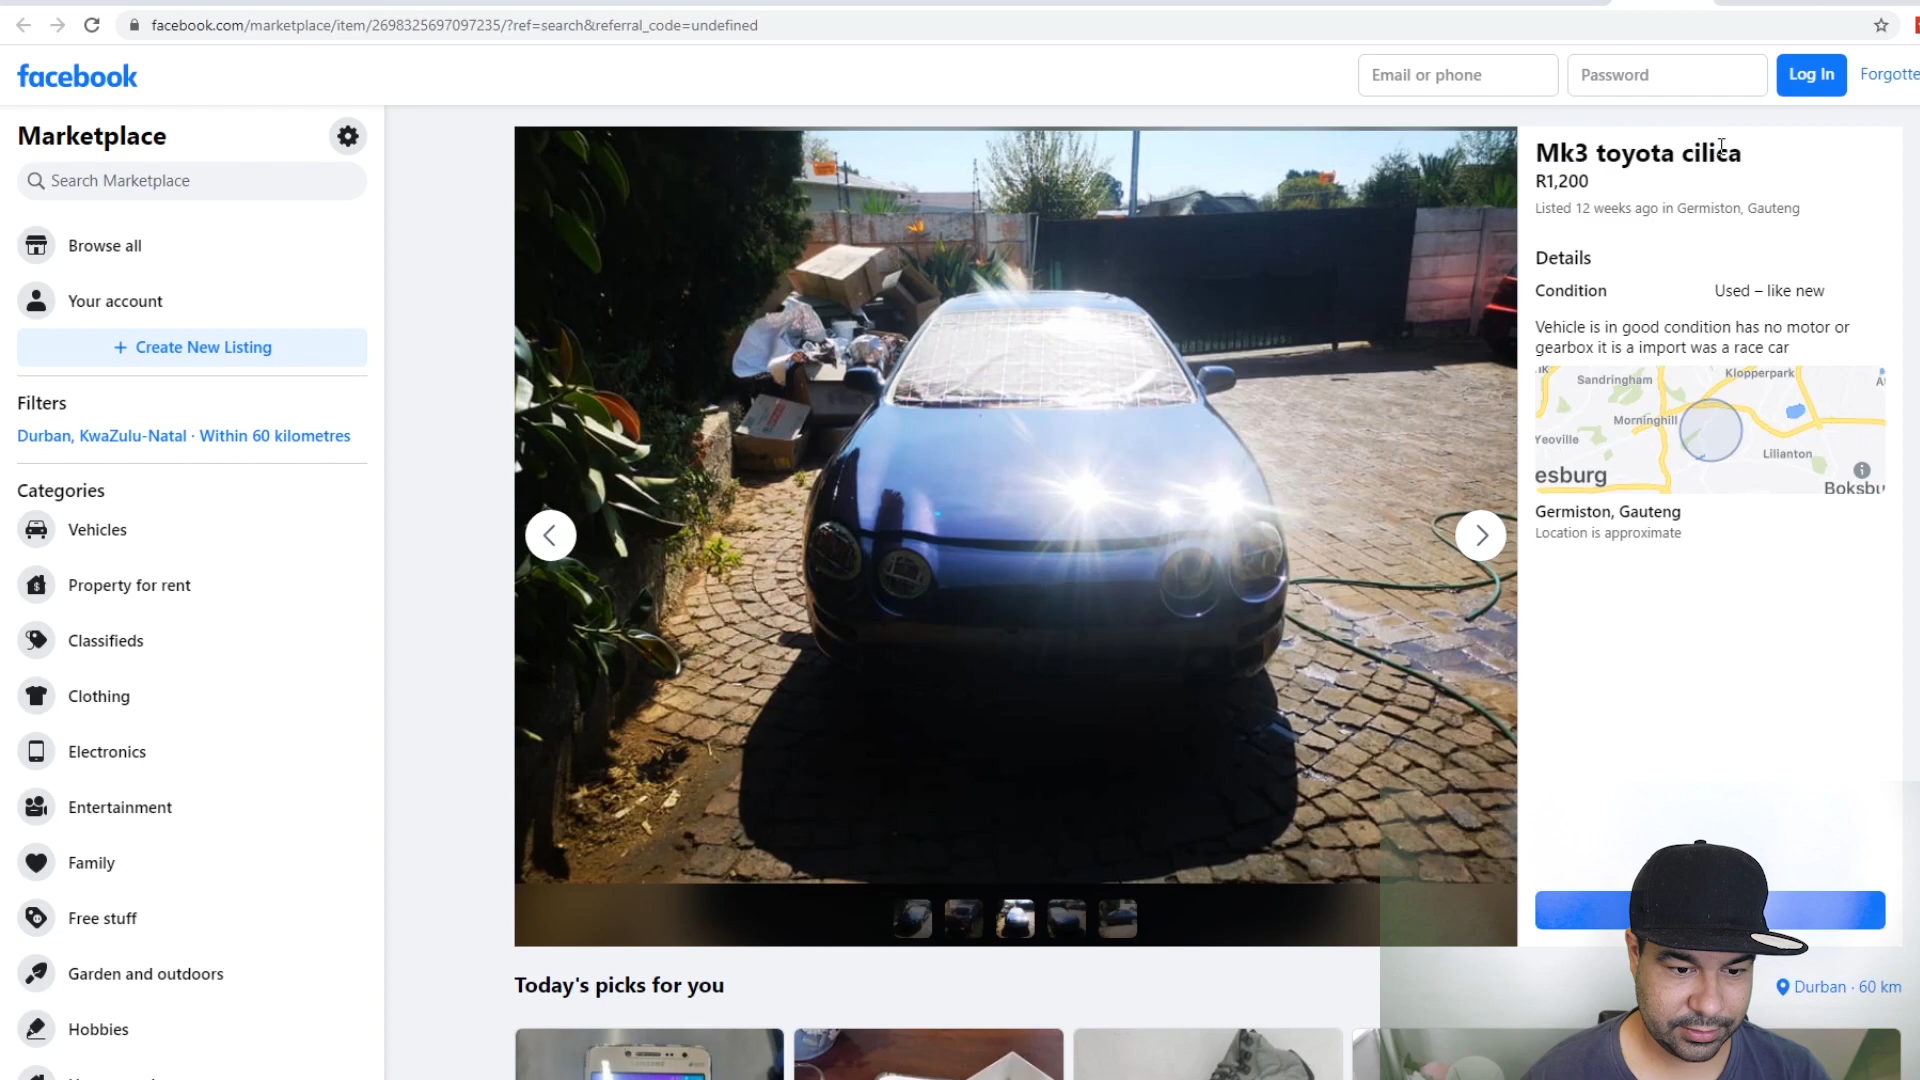 facebook.com/marketplace/item/2698325697097235/?ref=search&referral_code=undefined
facebook
Email or phone
Password
Log In
Forgotte
Marketplace
Search Marketplace
Browse all
Your account
+ Create New Listing
Filters
Durban, KwaZulu-Natal · Within 60 kilometres
Categories
Vehicles
Property for rent
Classifieds
Clothing
Electronics
Entertainment
Family
Free stuff
Garden and outdoors
Hobbies
Mk3 toyota cilica
R1,200
Listed 12 weeks ago in Germiston, Gauteng
Details
Condition
Used – like new
Vehicle is in good condition has no motor or
gearbox it is a import was a race car
Sandringham
Klopperpark
Morninghill
Yeoville
Lilianton
esburg
Boksbu
Germiston, Gauteng
Location is approximate
Today's picks for you
Durban · 60 km
SAMSUNG